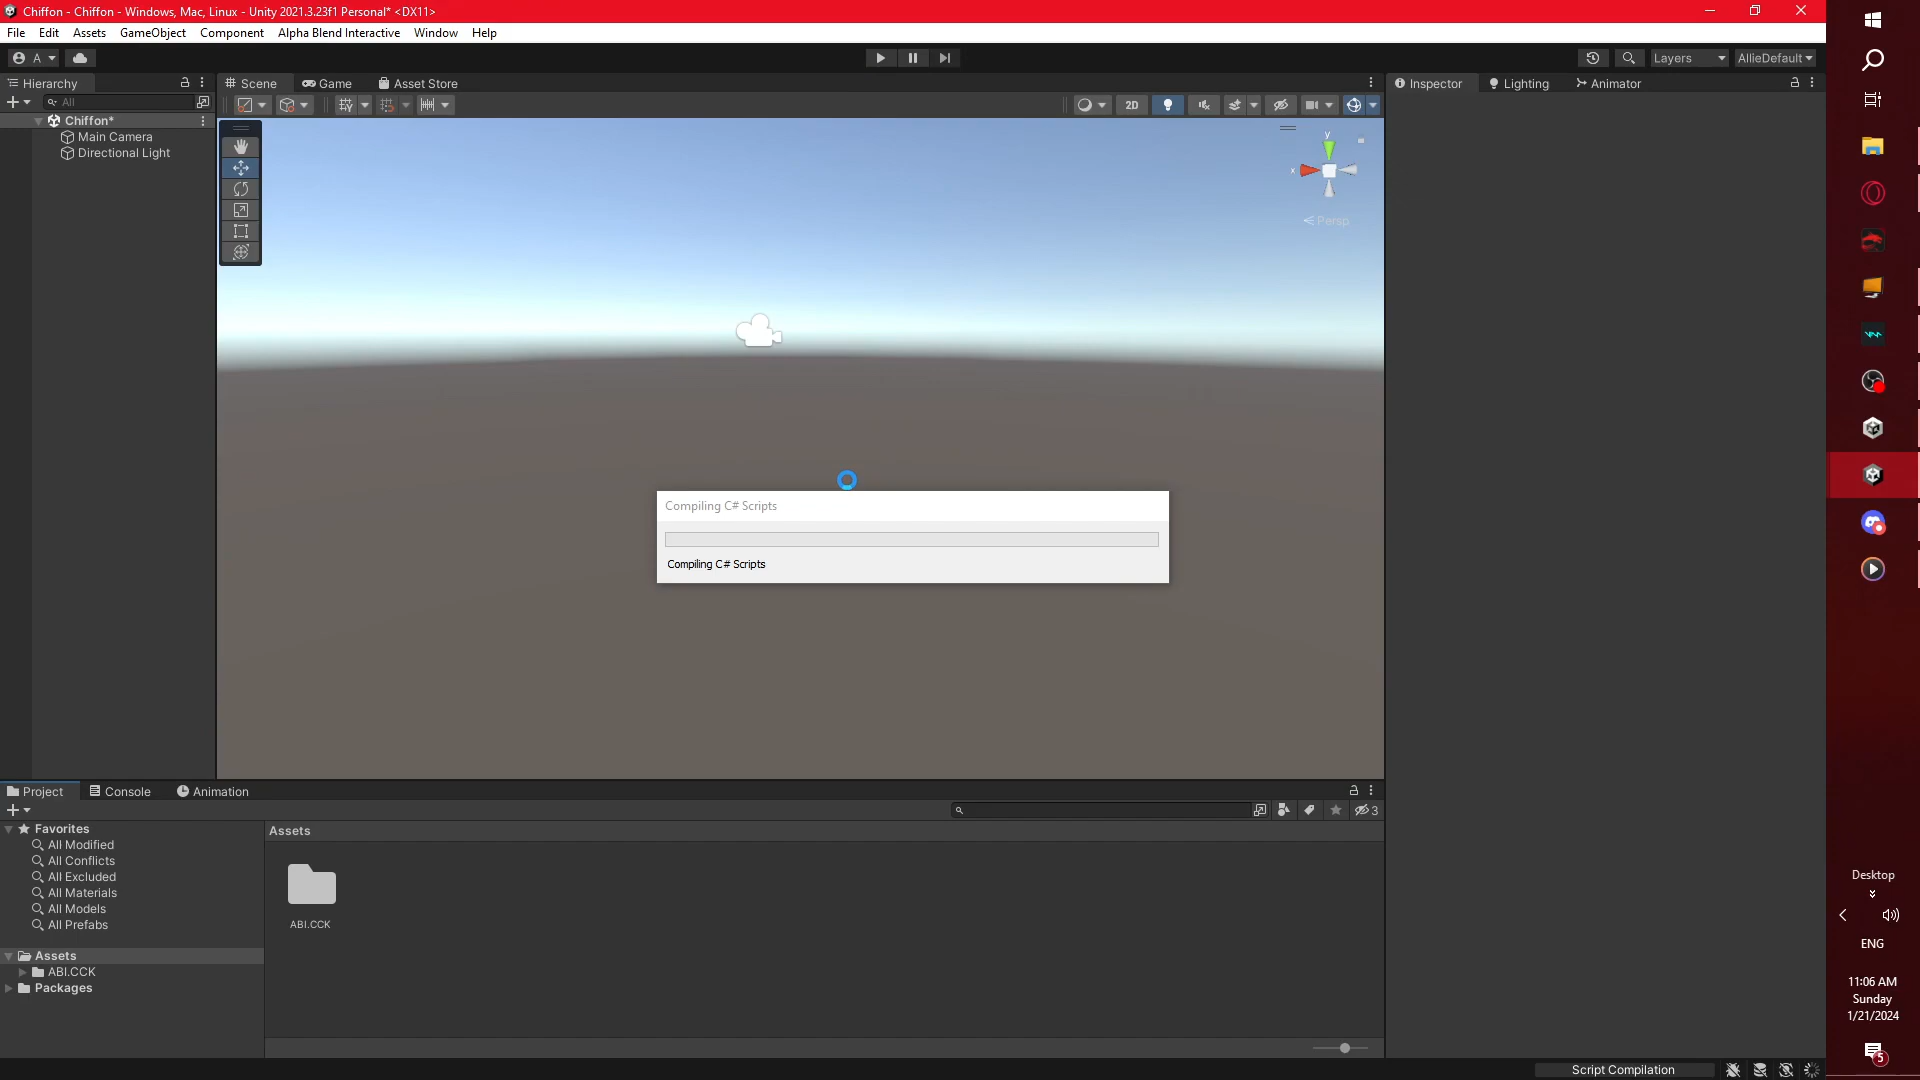 Chiffon - Chiffon - Windows, Mac, Linux - Unity 2021.3.23f1 Personal* <DX11>
File Edit Assets GameObject Component Alpha Blend Interactive Window Help
A Layers AllieDefault
Hierarchy Scene Game Asset Store Inspector Lighting Animator
All 2D
Chiffon*
Main Camera
Directional Light
y
x
Persp
Compiling C# Scripts
Compiling C# Scripts
Project Console Animation
3
Favorites
All Modified
All Conflicts
All Excluded
All Materials
All Models
All Prefabs
Assets
ABI.CCK
Packages
Assets
ABI.CCK
Script Compilation
Desktop
ENG
11:06 AM
Sunday
1/21/2024
5